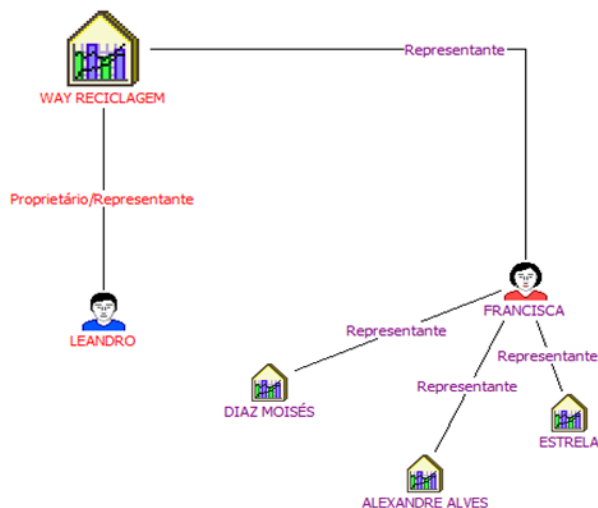 Representante
WAY RECICLAGEM
Proprietário/Representante
FRANCISCA
LEANDRO
Representante
Representante
Representante
DIAZ MOISÉS
ESTRELA
ALEXANDRE ALVES